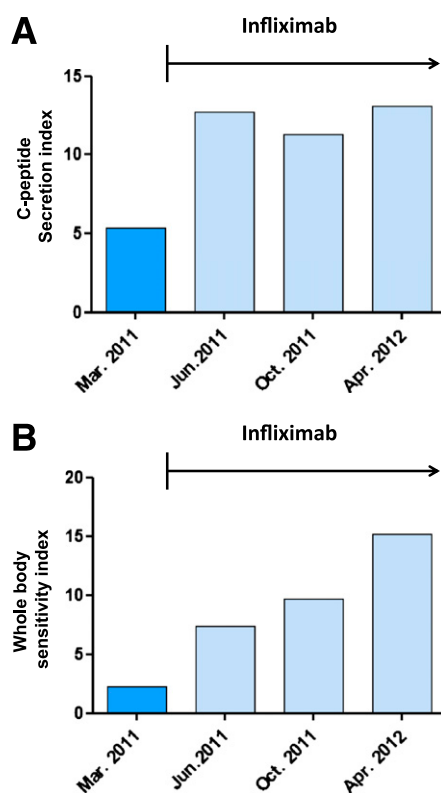 A
Infliximab
15
10
5
0
C-peptide
Secretion index
Mar. 2011
Jun.2011
Oct. 2011
Apr. 2012
B
Infliximab
20
15
10
5
0
Whole body
sensitivity index
Mar. 2011
Jun.2011
Oct. 2011
Apr. 2012